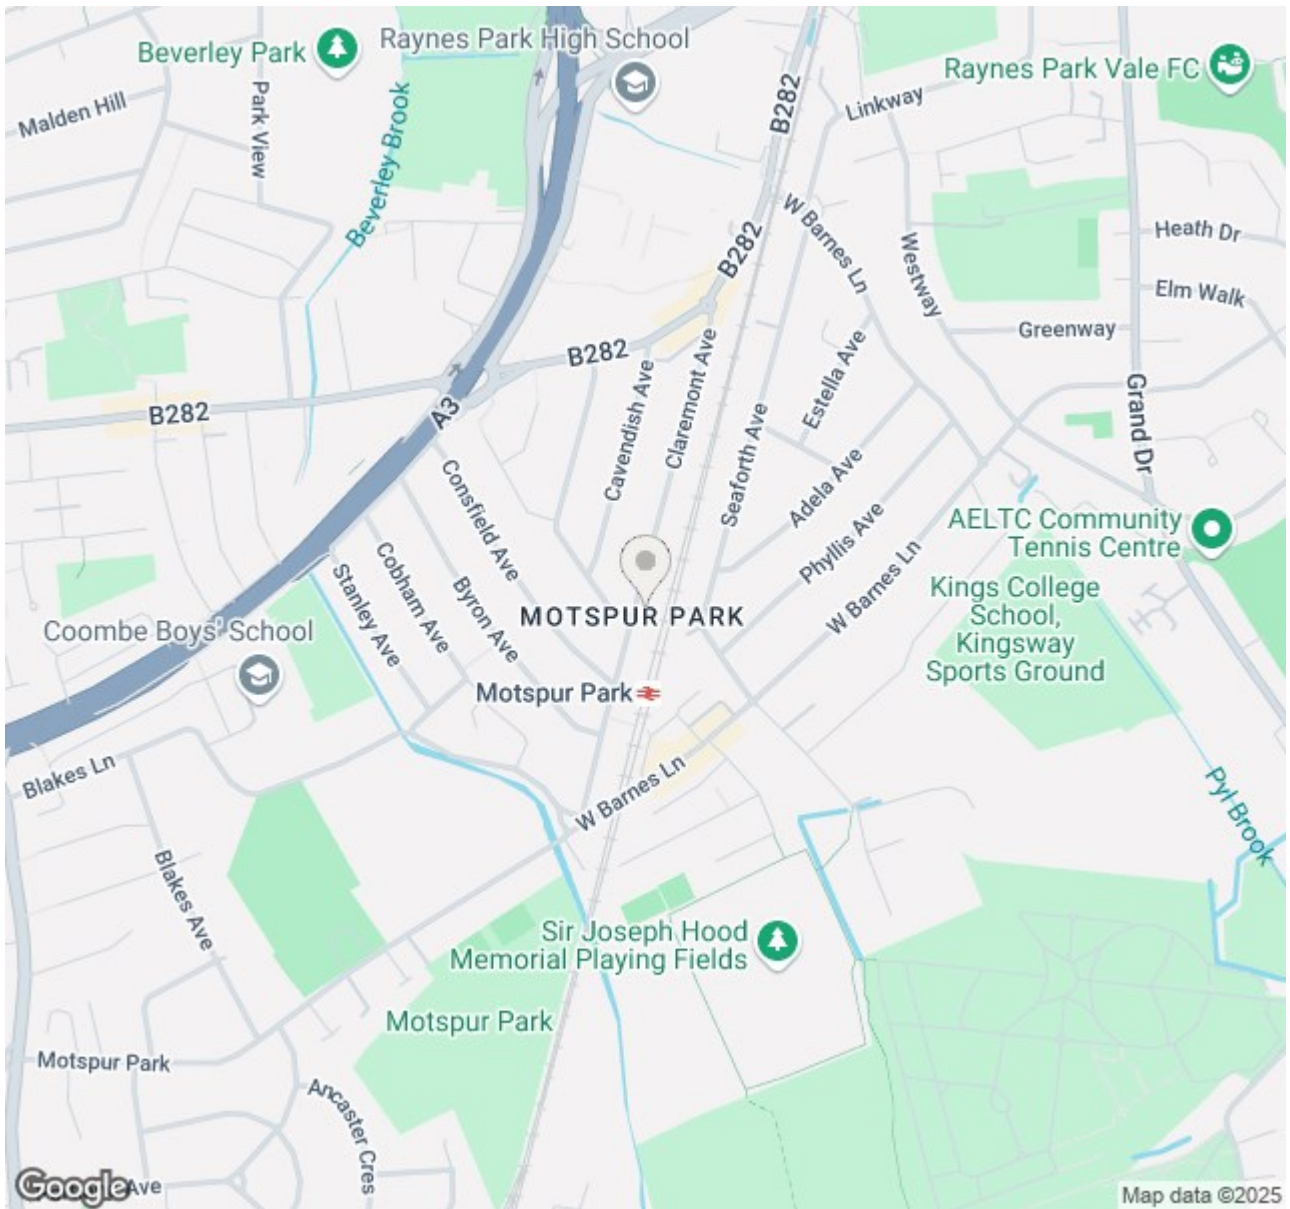 Raynes Park High School
Beverley Park
Raynes Park Vale FC
Malden Hill
Park View
Beverley Brook
B282
Linkway
W Barnes Ln
Westway
Heath Dr
B282
Elm Walk
Greenway
B282
Estella Ave
Cavendish Ave
Claremont Ave
B282
A3
Grand Dr
Seaforth Ave
Consfield Ave
Adela Ave
Phyllis Ave
AELTC Community
Tennis Centre
Cobham Ave
Stanley Ave
Byron Ave
W Barnes Ln
Kings College
School,
Kingsway
Sports Ground
MOTSPUR PARK
Coombe Boys' School
Motspur Park
Blakes Ln
W Barnes Ln
Pyl Brook
Blakes Ave
Sir Joseph Hood
Memorial Playing Fields
Motspur Park
Motspur Park
Ancaster Cres
Google
Ave
Map data ©2025